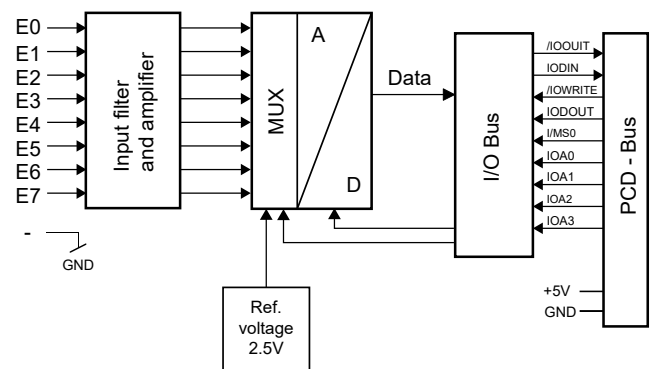 E0
E1
E2
E3
E4
E5
E6
E7
-
GND
Input filter
and amplifier
MUX
A
D
Ref.
voltage
2.5V
Data
I/O Bus
/IOOUIT
IODIN
/IOWRITE
IODOUT
I/MS0
IOA0
IOA1
IOA2
IOA3
+5V
GND
PCD - Bus